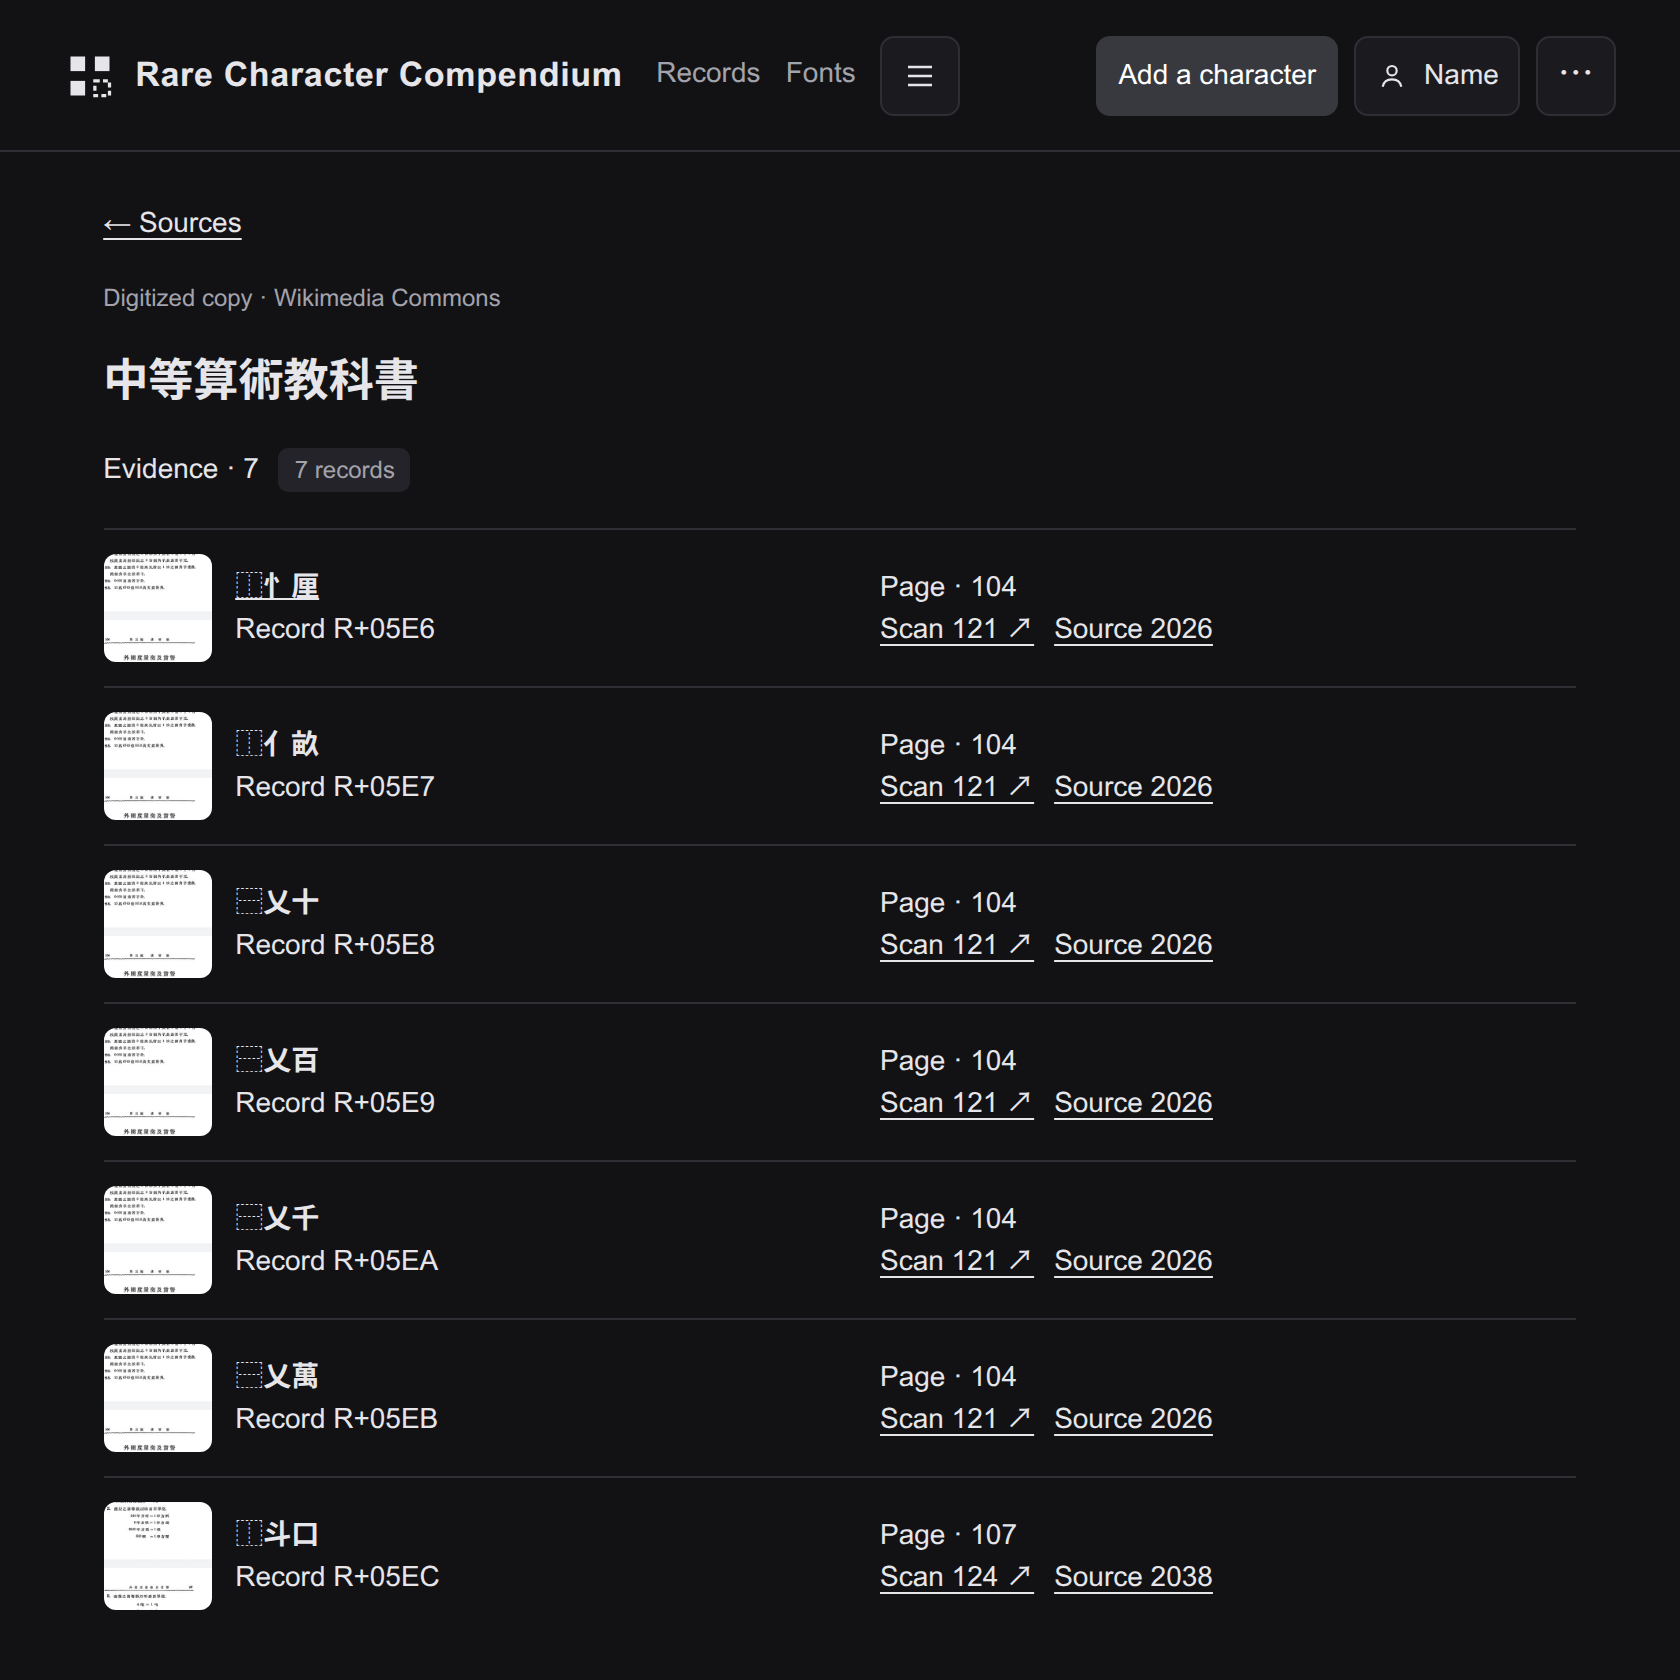 Rare Character Compendium Records Fonts Add a character Name ...
← Sources
Digitized copy · Wikimedia Commons
中等算術教科書
Evidence · 7 7 records
⿰忄厘 Page · 104
Record R+05E6 Scan 121 ↗ Source 2026
⿰亻畝 Page · 104
Record R+05E7 Scan 121 ↗ Source 2026
⿱乂十 Page · 104
Record R+05E8 Scan 121 ↗ Source 2026
⿱乂百 Page · 104
Record R+05E9 Scan 121 ↗ Source 2026
⿱乂千 Page · 104
Record R+05EA Scan 121 ↗ Source 2026
⿱乂萬 Page · 104
Record R+05EB Scan 121 ↗ Source 2026
⿰斗口 Page · 107
Record R+05EC Scan 124 ↗ Source 2038